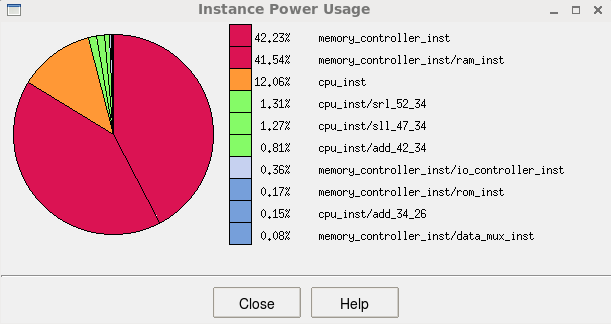 Instance Power Usage
42.23% memory_controller_inst
41.54% memory_controller_inst/ram_inst
12.06% cpu_inst
1.31% cpu_inst/srl_52_34
1.27% cpu_inst/sll_47_34
0.81% cpu_inst/add_42_34
0.36% memory_controller_inst/io_controller_inst
0.17% memory_controller_inst/rom_inst
0.15% cpu_inst/add_34_26
0.08% memory_controller_inst/data_mux_inst
Close Help